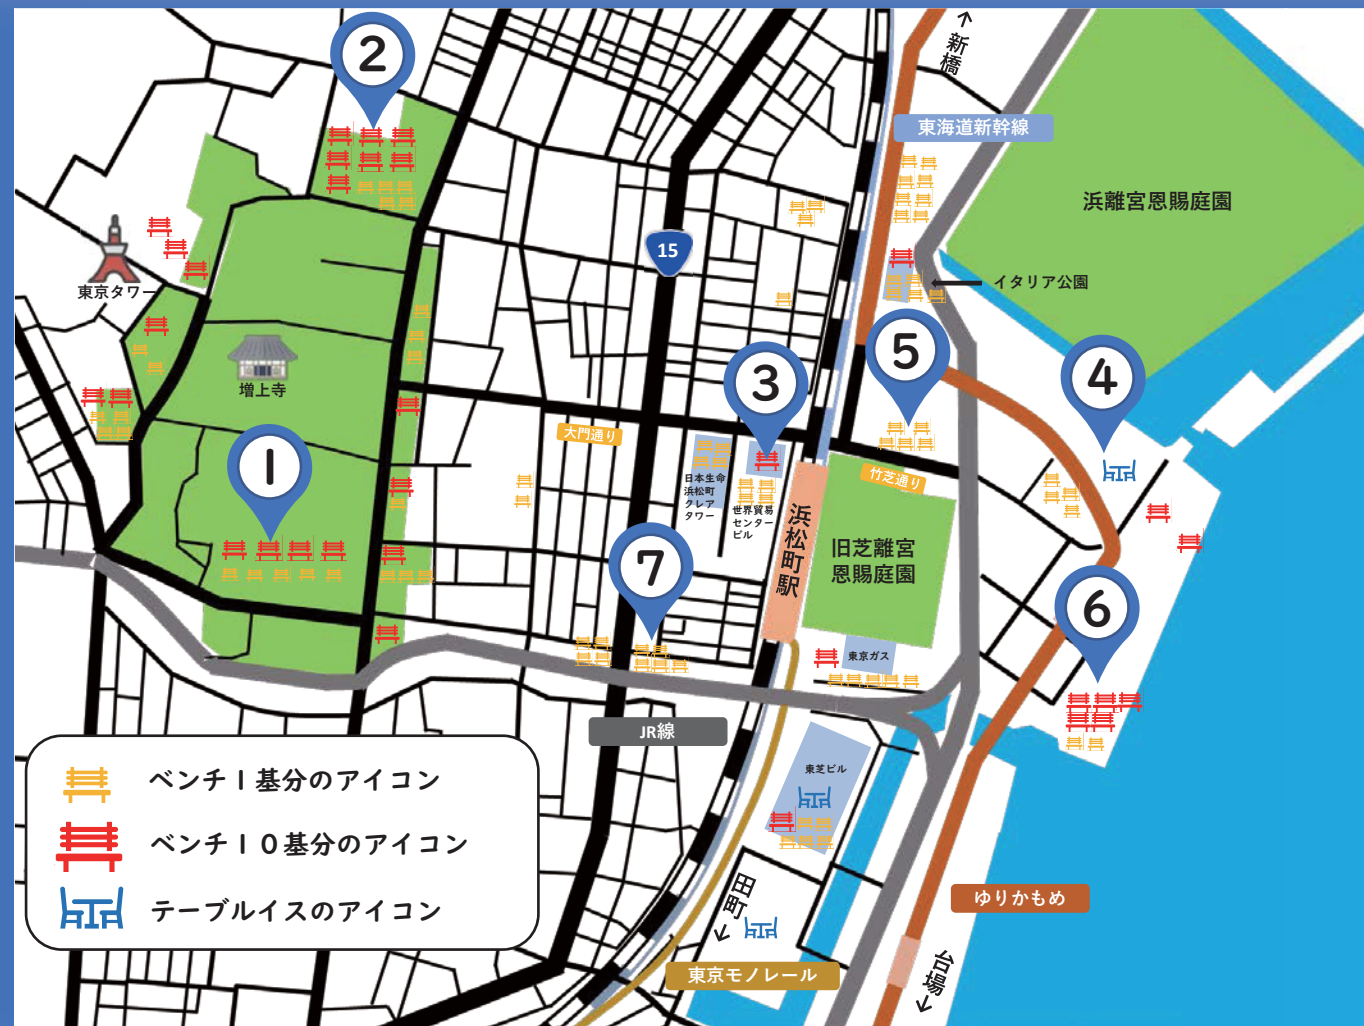 2
↑新橋
東海道新幹線
浜離宮恩賜庭園
15
東京タワー
イタリア公園
増上寺
5
4
3
大門通り
1
日本生命
浜松町
クレア
タワー
世界貿易
センター
ビル
竹芝通り
浜松町駅
旧芝離宮
恩賜庭園
7
6
東京ガス
JR線
東芝ビル
ベンチ1基分のアイコン
ベンチ10基分のアイコン
テーブルイスのアイコン
田町
↓
ゆりかもめ
東京モノレール
台場
↓